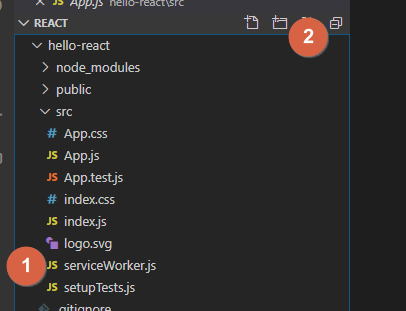 JS App.js hello-react\src
REACT
2
hello-react
node_modules
public
src
# App.css
JS App.js
JS App.test.js
# index.css
JS index.js
logo.svg
1 JS serviceWorker.js
JS setupTests.js
.gitignore